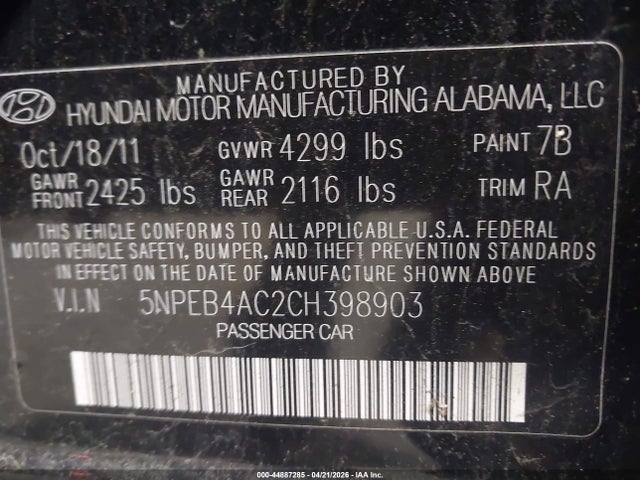 MANUFACTURED BY
HYUNDAI MOTOR MANUFACTURING ALABAMA, LLC
Oct/18/11 GVWR 4299 lbs PAINT 7B
GAWR FRONT 2425 lbs GAWR REAR 2116 lbs TRIM RA
THIS VEHICLE CONFORMS TO ALL APPLICABLE U.S.A. FEDERAL
MOTOR VEHICLE SAFETY, BUMPER, AND THEFT PREVENTION STANDARDS
IN EFFECT ON THE DATE OF MANUFACTURE SHOWN ABOVE.
V.I.N 5NPEB4AC2CH398903
PASSENGER CAR
000-44887285 - 04/21/2026 - IAA Inc.